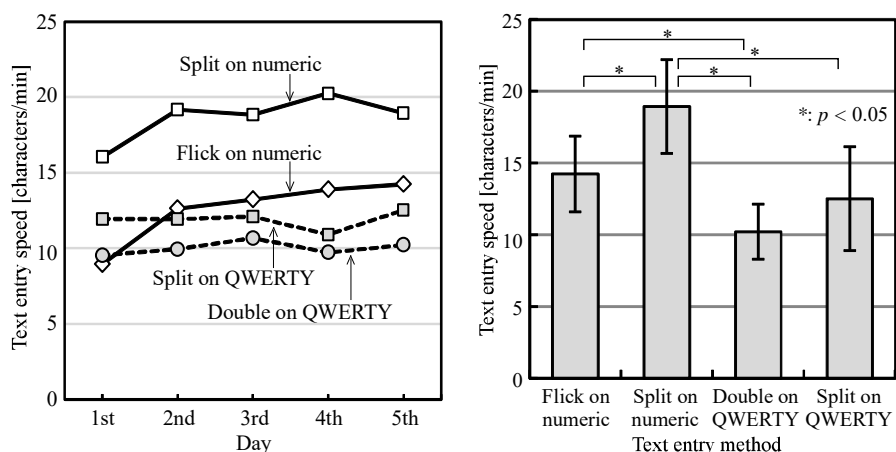 Text entry speed [characters/min]
25
20
15
10
5
0
Split on numeric
Flick on numeric
Split on QWERTY
Double on QWERTY
1st 2nd 3rd 4th 5th
Day
Text entry speed [characters/min]
25
20
15
10
5
0
*
*
* *
*: p < 0.05
Flick on Split on Double on Split on
numeric numeric QWERTY QWERTY
Text entry method